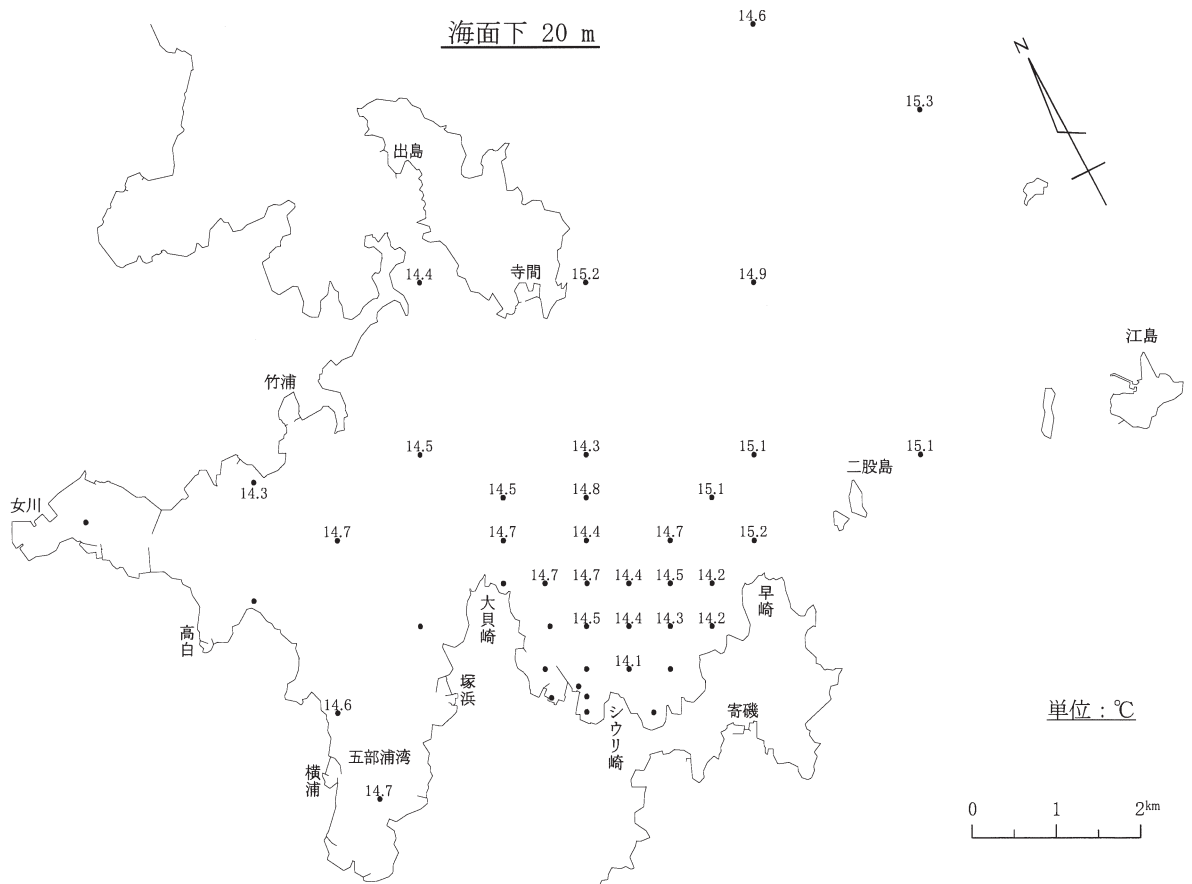 海面下 20 m
14.6
15.3
N
出島
14.4
寺間
15.2
14.9
江島
竹浦
14.5
14.3
15.1
15.1
二股島
14.3
14.5
14.8
15.1
女川
14.7
14.7
14.4
14.7
15.2
14.7
14.7
14.4
14.5
14.2
大貝崎
早崎
14.5
14.4
14.3
14.2
高白
14.1
塚浜
14.6
シウリ崎
寄磯
単位：℃
五部浦湾
横浦
14.7
0 1 2km